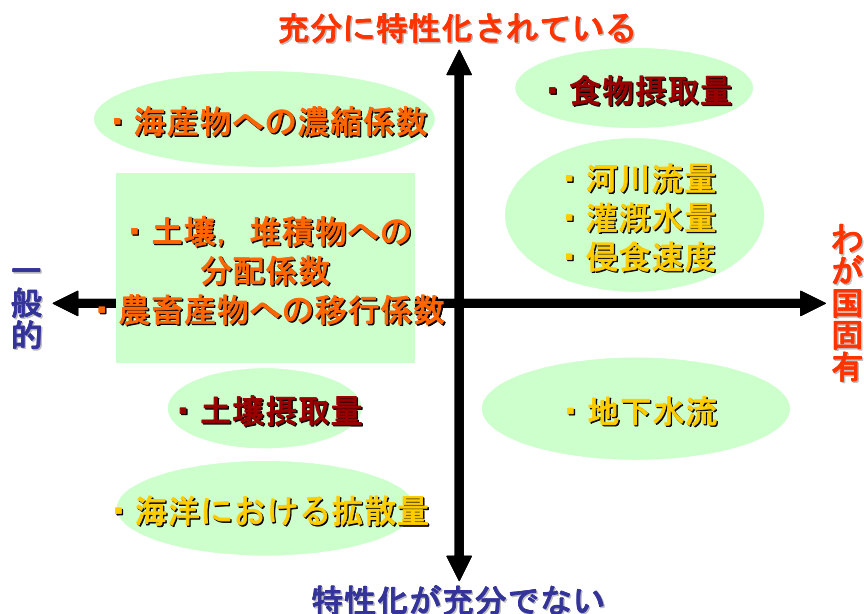 充分に特性化されている
・食物摂取量
・海産物への濃縮係数
・河川流量
・灌漑水量
・侵食速度
・土壌，堆積物への
分配係数
・農畜産物への移行係数
一般的
わが国固有
・土壌摂取量
・地下水流
・海洋における拡散量
特性化が充分でない